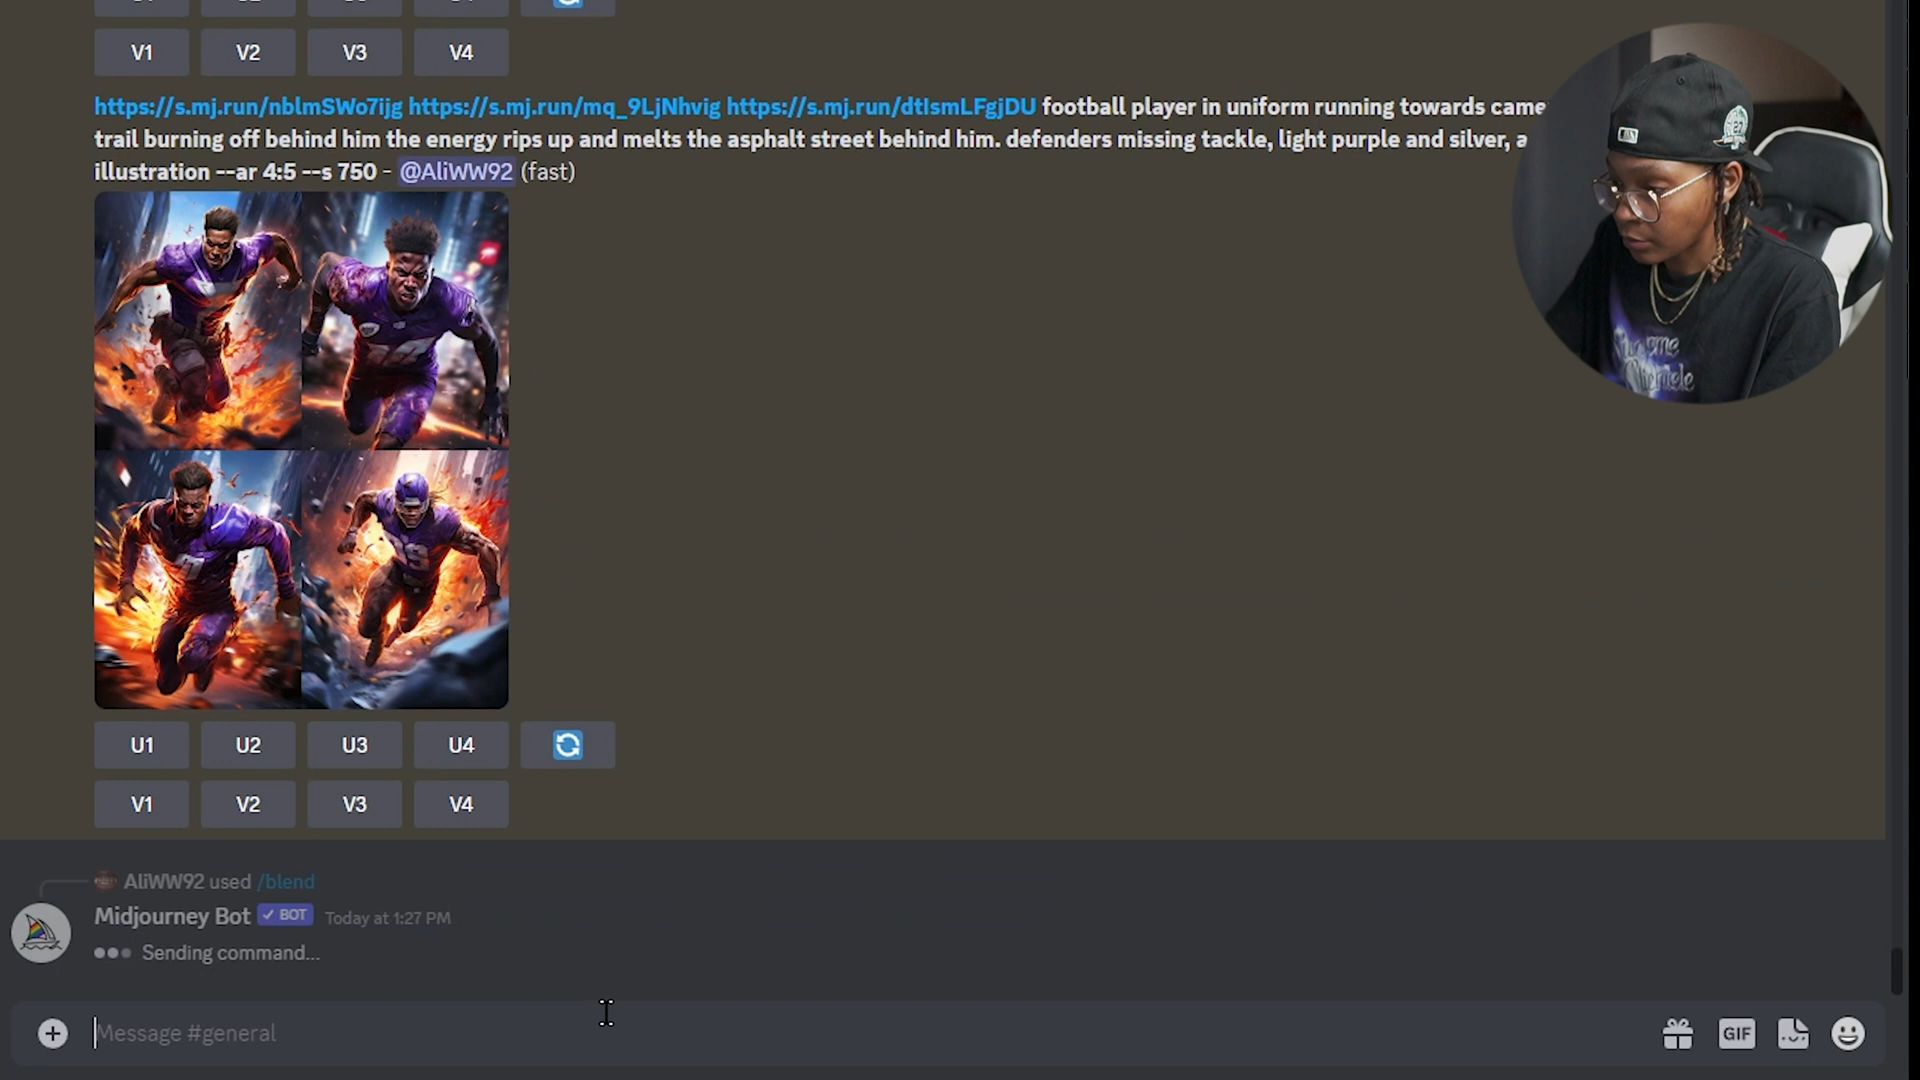 V1 V2 V3 V4
https://s.mj.run/nblmSWo7ijg https://s.mj.run/mq_9LjNhvig https://s.mj.run/dtIsmLFgjDU football player in uniform running towards came
trail burning off behind him the energy rips up and melts the asphalt street behind him. defenders missing tackle, light purple and silver, a
illustration --ar 4:5 --s 750 - @AliWW92 (fast)
U1 U2 U3 U4
V1 V2 V3 V4
AliWW92 used /blend
Midjourney Bot ✓ BOT Today at 1:27 PM
Sending command...
Message #general
GIF